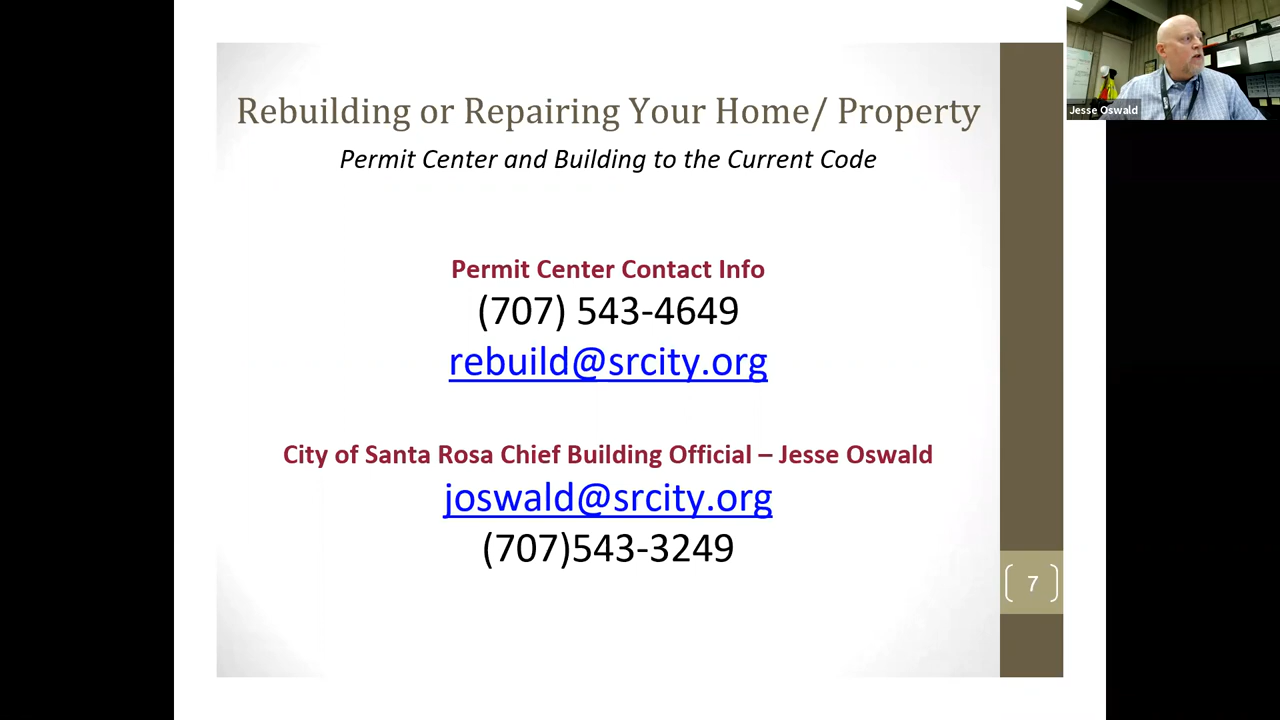 Rebuilding or Repairing Your Home/ Property
Permit Center and Building to the Current Code
Permit Center Contact Info
(707) 543-4649
rebuild@srcity.org
City of Santa Rosa Chief Building Official – Jesse Oswald
joswald@srcity.org
(707)543-3249
7
Jesse Oswald